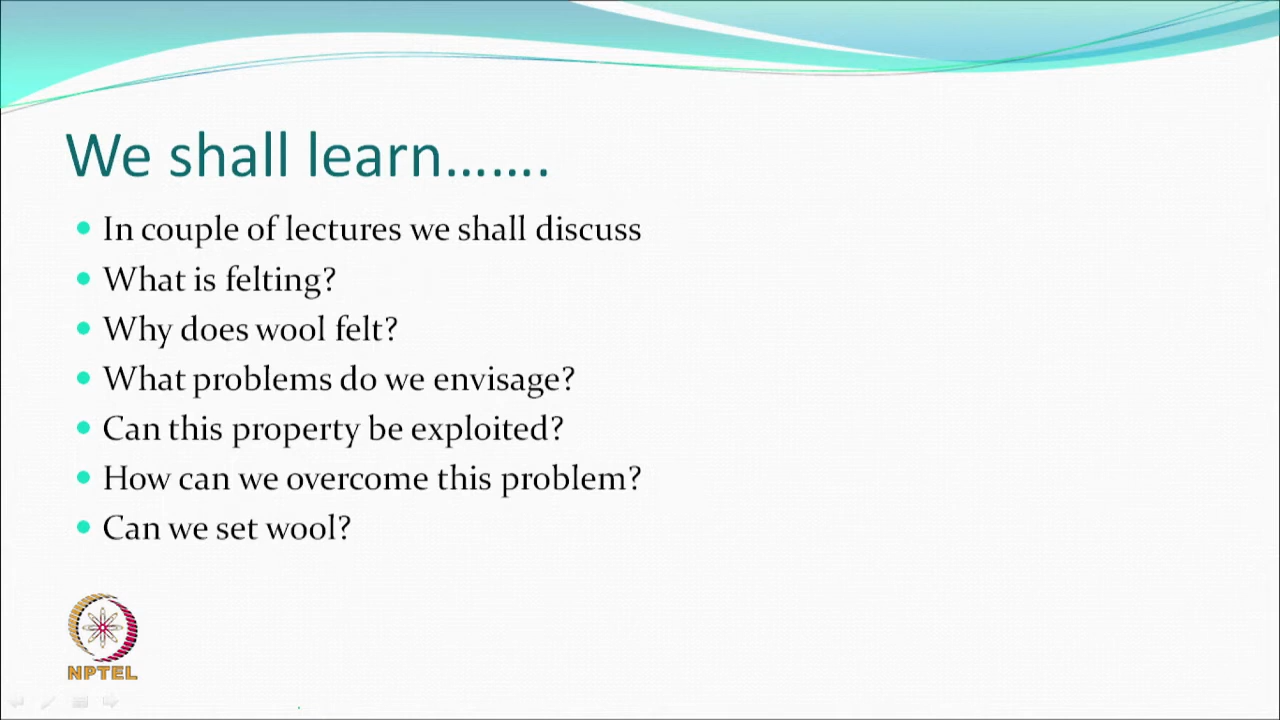 We shall learn…….
In couple of lectures we shall discuss
What is felting?
Why does wool felt?
What problems do we envisage?
Can this property be exploited?
How can we overcome this problem?
Can we set wool?
NPTEL